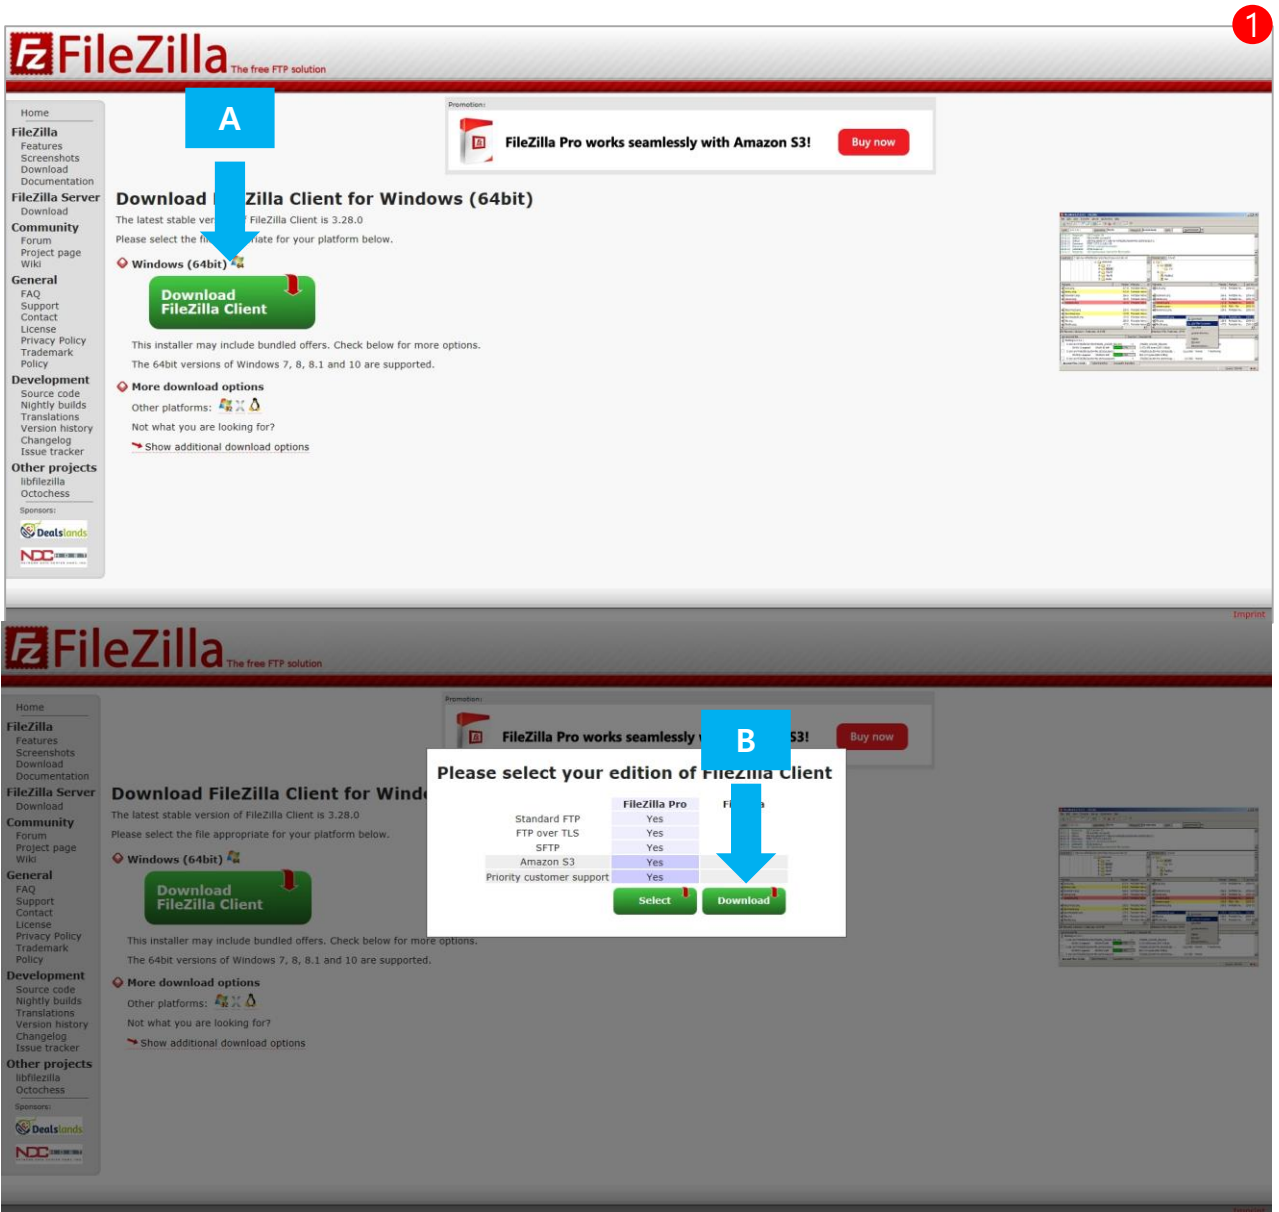 1
FileZilla
The free FTP solution
A
Promotion:
FileZilla Pro works seamlessly with Amazon S3!
Buy now
Home
FileZilla
Features
Screenshots
Download
Documentation
FileZilla Server
Download
Community
Forum
Project page
Wiki
General
FAQ
Support
Contact
License
Privacy Policy
Trademark
Policy
Development
Source code
Nightly builds
Translations
Version history
Changelog
Issue tracker
Other projects
libfilezilla
Octochess
Sponsors:
Dealslands
NDC
Download Zilla Client for Windows (64bit)
The latest stable ver of FileZilla Client is 3.28.0
Please select the fi iate for your platform below.
Windows (64bit)
Download
FileZilla Client
This installer may include bundled offers. Check below for more options.
The 64bit versions of Windows 7, 8, 8.1 and 10 are supported.
More download options
Other platforms:
Not what you are looking for?
Show additional download options
Imprint
FileZilla
The free FTP solution
Promotion:
FileZilla Pro works seamlessly S3!
Buy now
B
Home
FileZilla
Features
Screenshots
Download
Documentation
FileZilla Server
Download
Community
Forum
Project page
Wiki
General
FAQ
Support
Contact
License
Privacy Policy
Trademark
Policy
Development
Source code
Nightly builds
Translations
Version history
Changelog
Issue tracker
Other projects
libfilezilla
Octochess
Sponsors:
Dealslands
NDC
Download FileZilla Client for Wind
The latest stable version of FileZilla Client is 3.28.0
Please select the file appropriate for your platform below.
Windows (64bit)
Download
FileZilla Client
This installer may include bundled offers. Check below for more options.
The 64bit versions of Windows 7, 8, 8.1 and 10 are supported.
More download options
Other platforms:
Not what you are looking for?
Show additional download options
Please select your edition of FileZilla Client
FileZilla Pro Fi a
Standard FTP Yes
FTP over TLS Yes
SFTP Yes
Amazon S3 Yes
Priority customer support Yes
Select Download
Imprint